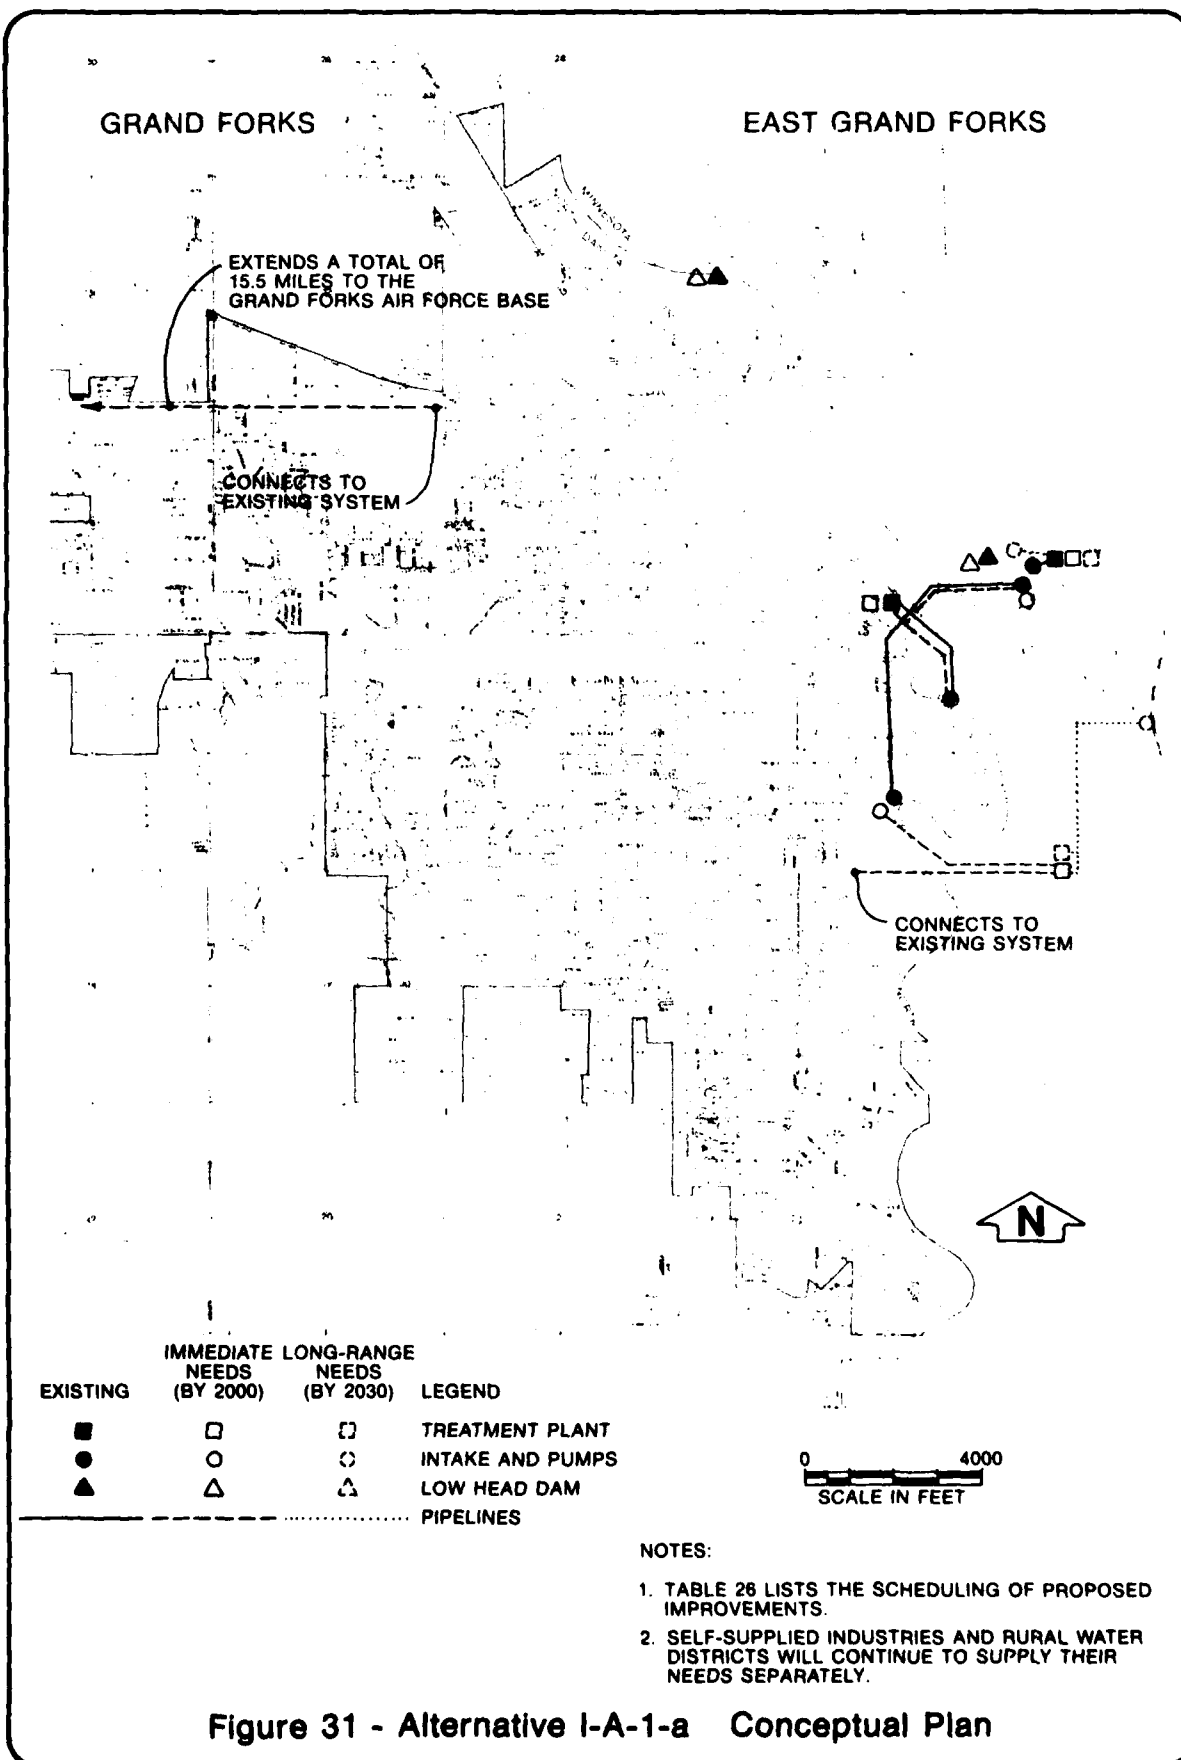 GRAND FORKS
EAST GRAND FORKS
MINNESOTA
EXTENDS A TOTAL OF
15.5 MILES TO THE
GRAND FORKS AIR FORCE BASE
CONNECTS TO
EXISTING SYSTEM
CONNECTS TO
EXISTING SYSTEM
N
IMMEDIATE LONG-RANGE
NEEDS NEEDS
EXISTING (BY 2000) (BY 2030) LEGEND
TREATMENT PLANT
INTAKE AND PUMPS
LOW HEAD DAM
PIPELINES
0 4000
SCALE IN FEET
NOTES:
1. TABLE 26 LISTS THE SCHEDULING OF PROPOSED
IMPROVEMENTS.
2. SELF-SUPPLIED INDUSTRIES AND RURAL WATER
DISTRICTS WILL CONTINUE TO SUPPLY THEIR
NEEDS SEPARATELY.
Figure 31 - Alternative I-A-1-a Conceptual Plan